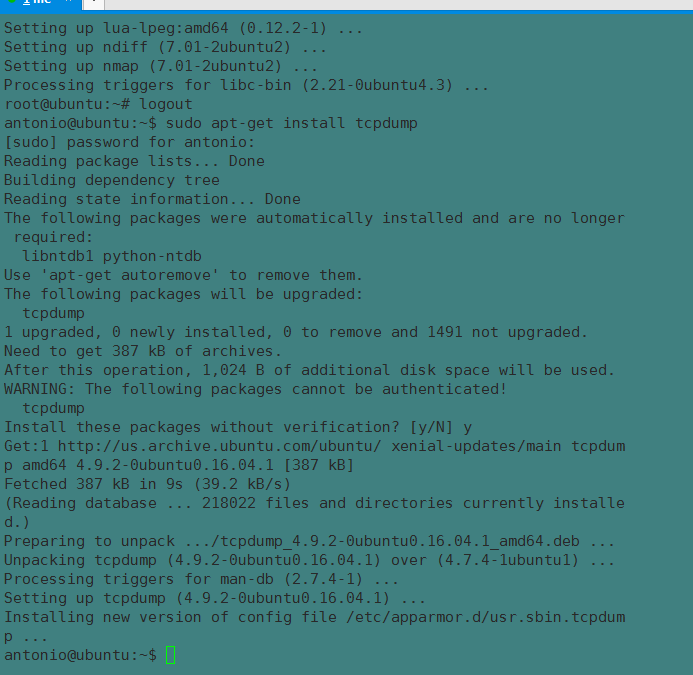 Setting up lua-lpeg:amd64 (0.12.2-1) ...
Setting up ndiff (7.01-2ubuntu2) ...
Setting up nmap (7.01-2ubuntu2) ...
Processing triggers for libc-bin (2.21-0ubuntu4.3) ...
root@ubuntu:~# logout
antonio@ubuntu:~$ sudo apt-get install tcpdump
[sudo] password for antonio:
Reading package lists... Done
Building dependency tree
Reading state information... Done
The following packages were automatically installed and are no longer
 required:
  libntdb1 python-ntdb
Use 'apt-get autoremove' to remove them.
The following packages will be upgraded:
  tcpdump
1 upgraded, 0 newly installed, 0 to remove and 1491 not upgraded.
Need to get 387 kB of archives.
After this operation, 1,024 B of additional disk space will be used.
WARNING: The following packages cannot be authenticated!
  tcpdump
Install these packages without verification? [y/N] y
Get:1 http://us.archive.ubuntu.com/ubuntu/ xenial-updates/main tcpdum
p amd64 4.9.2-0ubuntu0.16.04.1 [387 kB]
Fetched 387 kB in 9s (39.2 kB/s)
(Reading database ... 218022 files and directories currently installe
d.)
Preparing to unpack .../tcpdump_4.9.2-0ubuntu0.16.04.1_amd64.deb ...
Unpacking tcpdump (4.9.2-0ubuntu0.16.04.1) over (4.7.4-1ubuntu1) ...
Processing triggers for man-db (2.7.4-1) ...
Setting up tcpdump (4.9.2-0ubuntu0.16.04.1) ...
Installing new version of config file /etc/apparmor.d/usr.sbin.tcpdum
p ...
antonio@ubuntu:~$